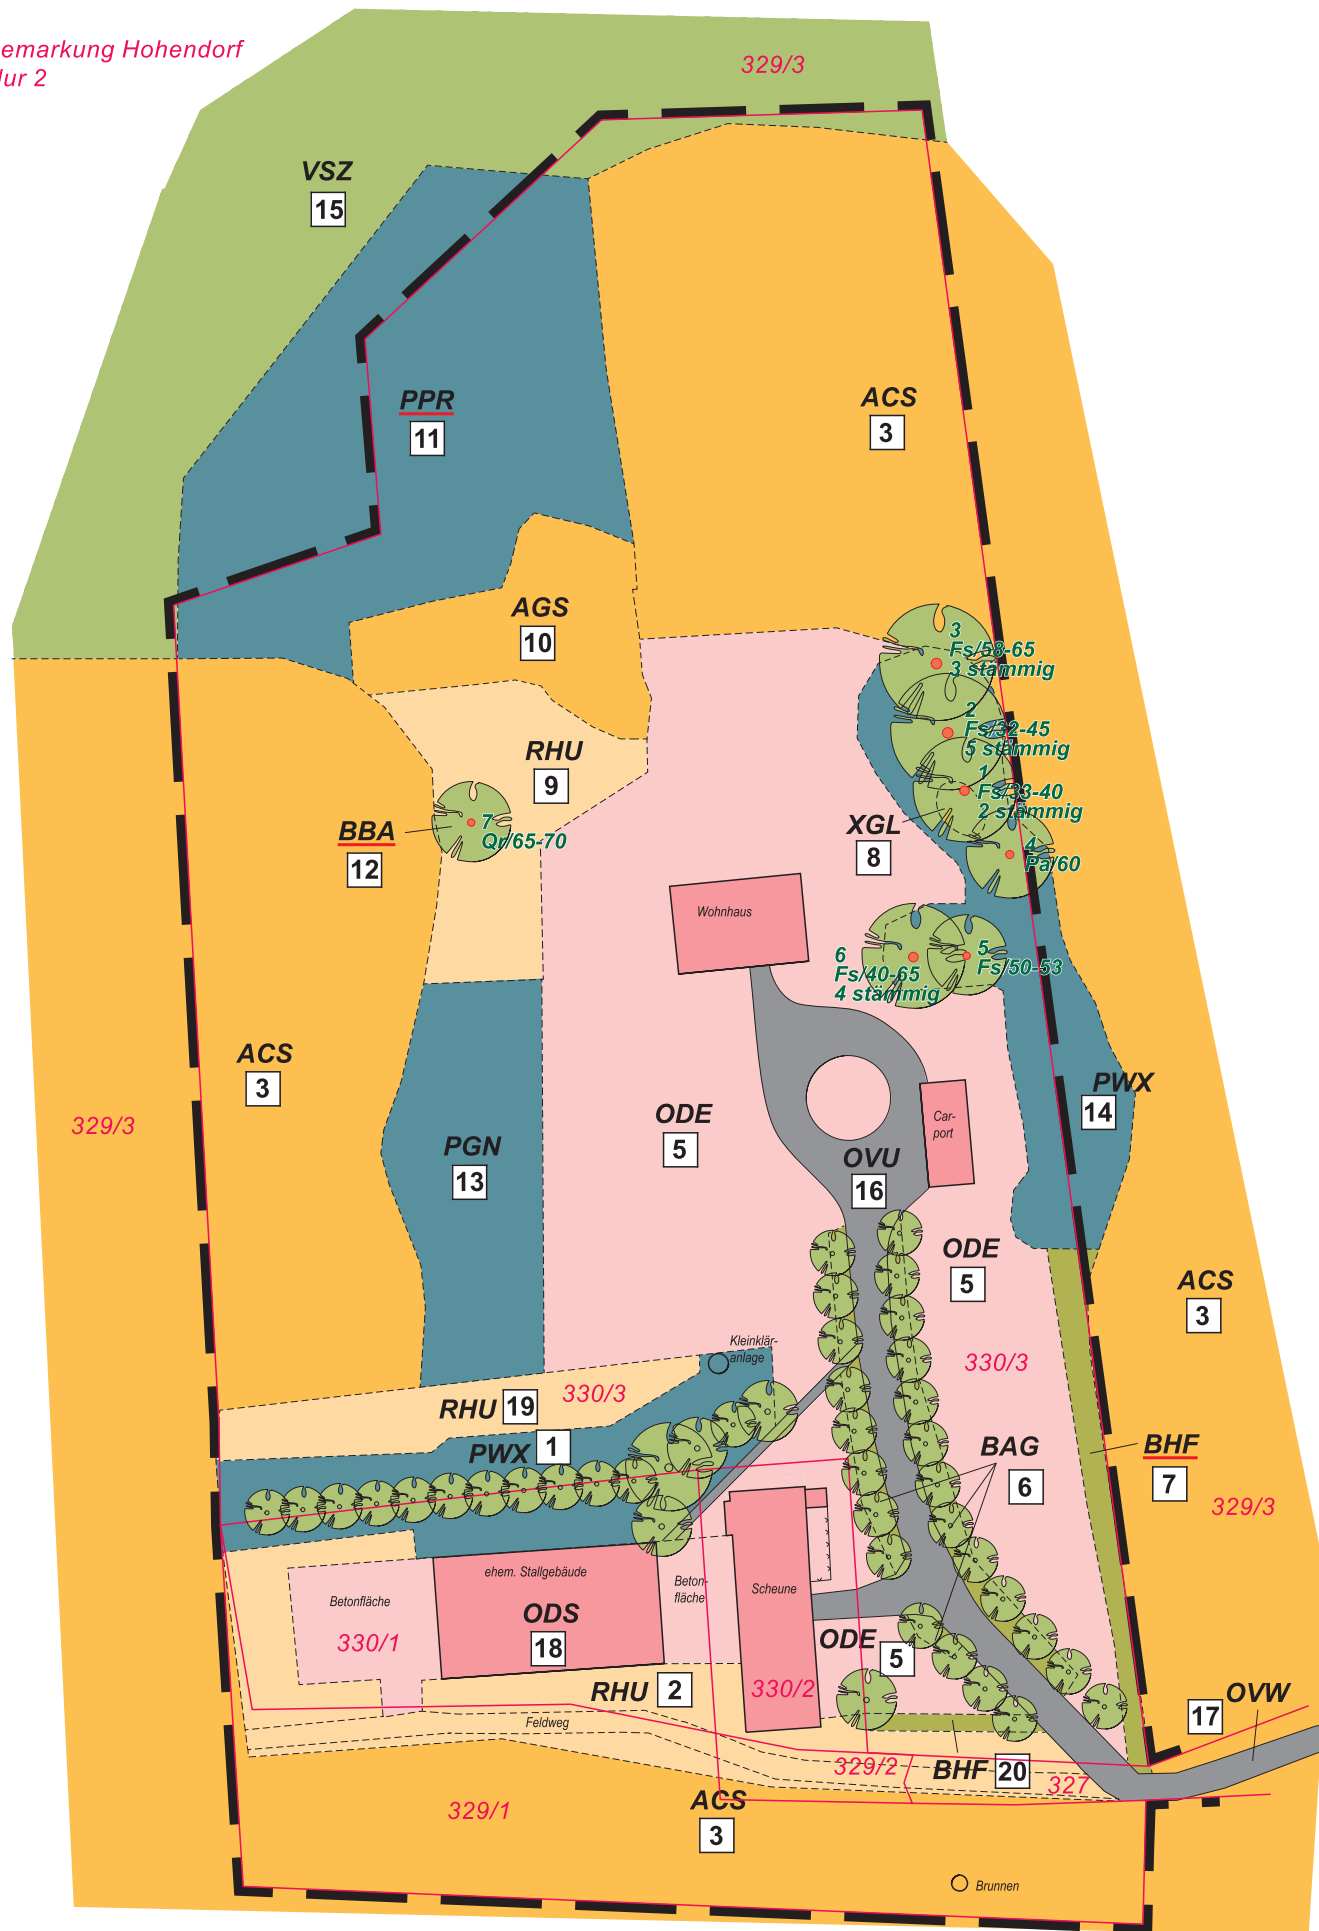 emarkung Hohendorf
lur 2
329/3
VSZ
15
PPR
11
ACS
3
AGS
10
3
Fs/58-65
3 stämmig
2
Fs/32-45
5 stämmig
1
Fs/33-40
2 stämmig
RHU
9
BBA
12
7
Qr/65-70
XGL
8
4
Pa/60
Wohnhaus
6
Fs/40-65
4 stämmig
5
Fs/50-53
ACS
3
329/3
PWX
14
ODE
5
Car-
port
PGN
13
OVU
16
ODE
5
ACS
3
Kleinklär-
anlage
330/3
RHU 19
330/3
PWX 1
BAG
6
BHF
7
329/3
ehem. Stallgebäude
Beton-
fläche
Scheune
Betonfläche
330/1
ODS
18
ODE 5
RHU 2
330/2
17 OVW
Feldweg
329/2
BHF 20
327
329/1
ACS
3
Brunnen